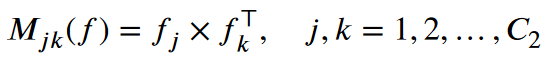 M_{jk}(f) = f_j × f_k^⊤, j, k = 1, 2, … , C_2